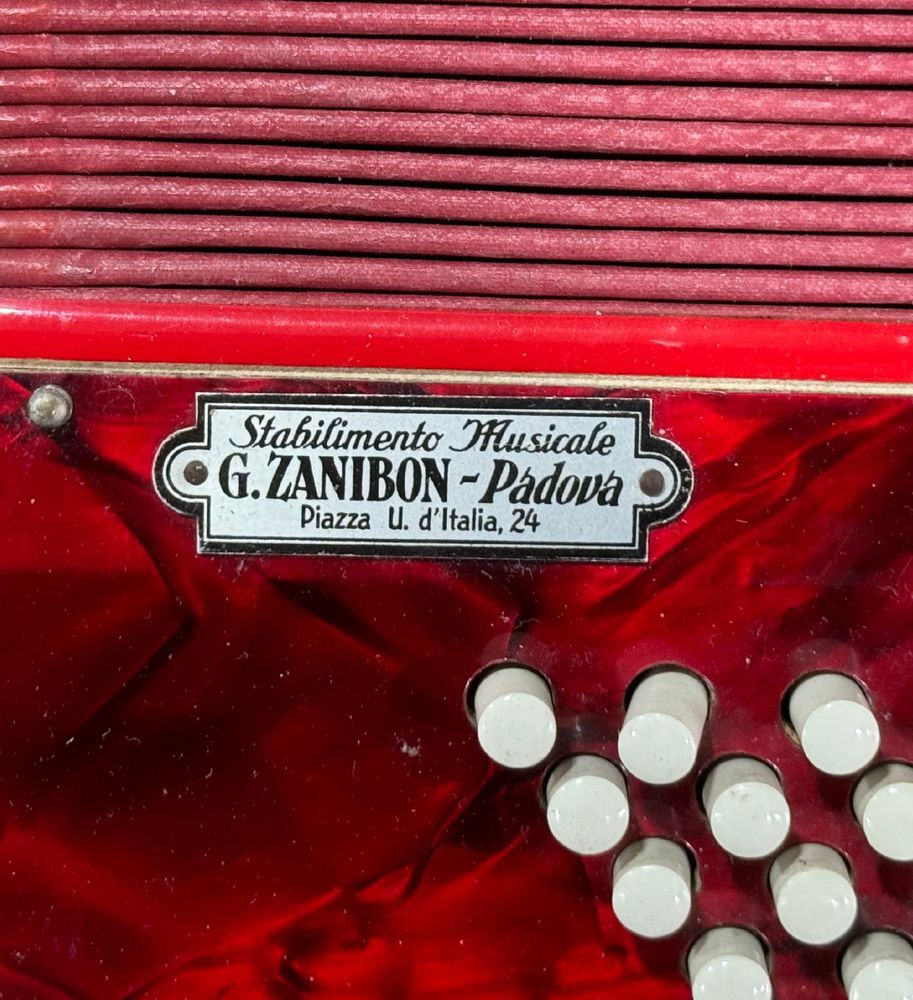 Stabilimento Musicale
G. ZANIBON - Padova
Piazza U. d'Italia, 24